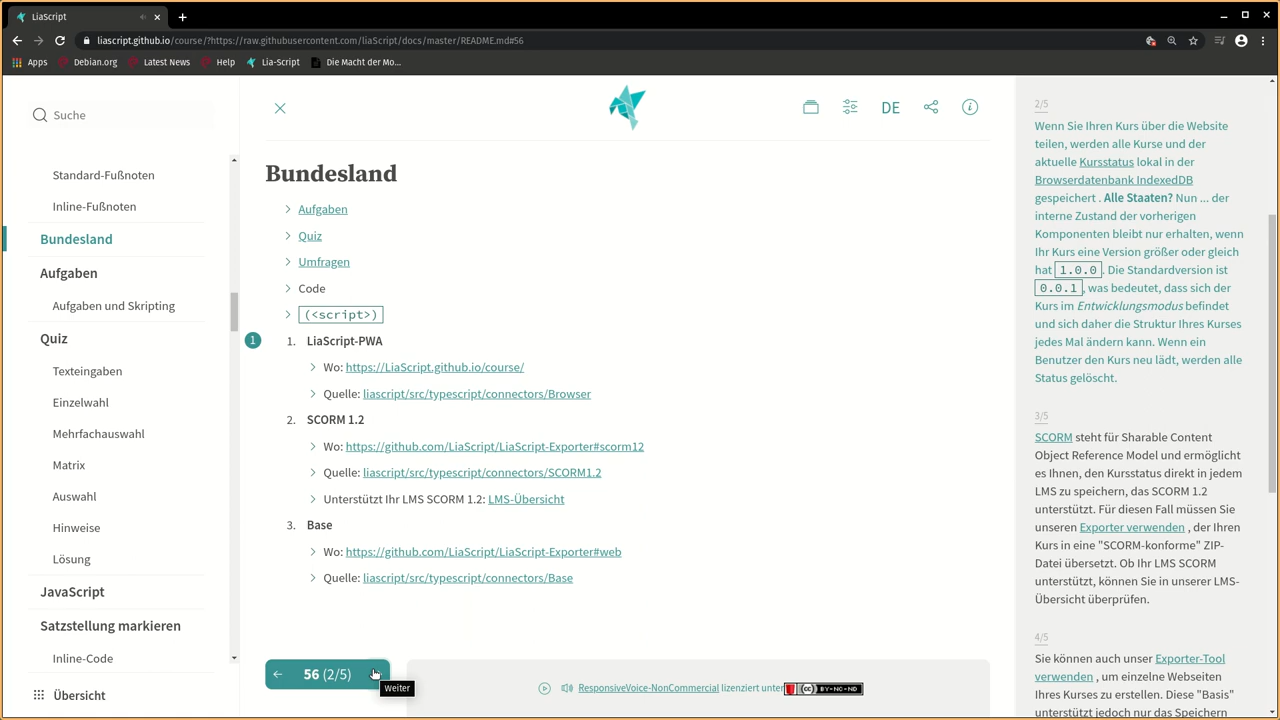 LiaScript
liascript.github.io/course/?https://raw.githubusercontent.com/liaScript/docs/master/README.md#56
Apps
Debian.org
Latest News
Help
Lia-Script
Die Macht der Mo...
Suche
Standard-Fußnoten
Inline-Fußnoten
Bundesland
Aufgaben
Aufgaben und Skripting
Quiz
Texteingaben
Einzelwahl
Mehrfachauswahl
Matrix
Auswahl
Hinweise
Lösung
JavaScript
Satzstellung markieren
Inline-Code
Übersicht
DE
Bundesland
Aufgaben
Quiz
Umfragen
Code
(<script>)
1
1. LiaScript-PWA
Wo: https://LiaScript.github.io/course/
Quelle: liascript/src/typescript/connectors/Browser
2. SCORM 1.2
Wo: https://github.com/LiaScript/LiaScript-Exporter#scorm12
Quelle: liascript/src/typescript/connectors/SCORM1.2
Unterstützt Ihr LMS SCORM 1.2: LMS-Übersicht
3. Base
Wo: https://github.com/LiaScript/LiaScript-Exporter#web
Quelle: liascript/src/typescript/connectors/Base
56 (2/5)
Weiter
ResponsiveVoice-NonCommercial lizenziert unter
cc BY-NC-ND
2/5
Wenn Sie Ihren Kurs über die Website
teilen, werden alle Kurse und der
aktuelle Kursstatus lokal in der
Browserdatenbank IndexedDB
gespeichert . Alle Staaten? Nun ... der
interne Zustand der vorherigen
Komponenten bleibt nur erhalten, wenn
Ihr Kurs eine Version größer oder gleich
hat 1.0.0 . Die Standardversion ist
0.0.1 , was bedeutet, dass sich der
Kurs im Entwicklungsmodus befindet
und sich daher die Struktur Ihres Kurses
jedes Mal ändern kann. Wenn ein
Benutzer den Kurs neu lädt, werden alle
Status gelöscht.
3/5
SCORM steht für Sharable Content
Object Reference Model und ermöglicht
es Ihnen, den Kursstatus direkt in jedem
LMS zu speichern, das SCORM 1.2
unterstützt. Für diesen Fall müssen Sie
unseren Exporter verwenden , der Ihren
Kurs in eine "SCORM-konforme" ZIP-
Datei übersetzt. Ob Ihr LMS SCORM
unterstützt, können Sie in unserer LMS-
Übersicht überprüfen.
4/5
Sie können auch unser Exporter-Tool
verwenden , um einzelne Webseiten
Ihres Kurses zu erstellen. Diese "Basis"
unterstützt jedoch nur das Speichern